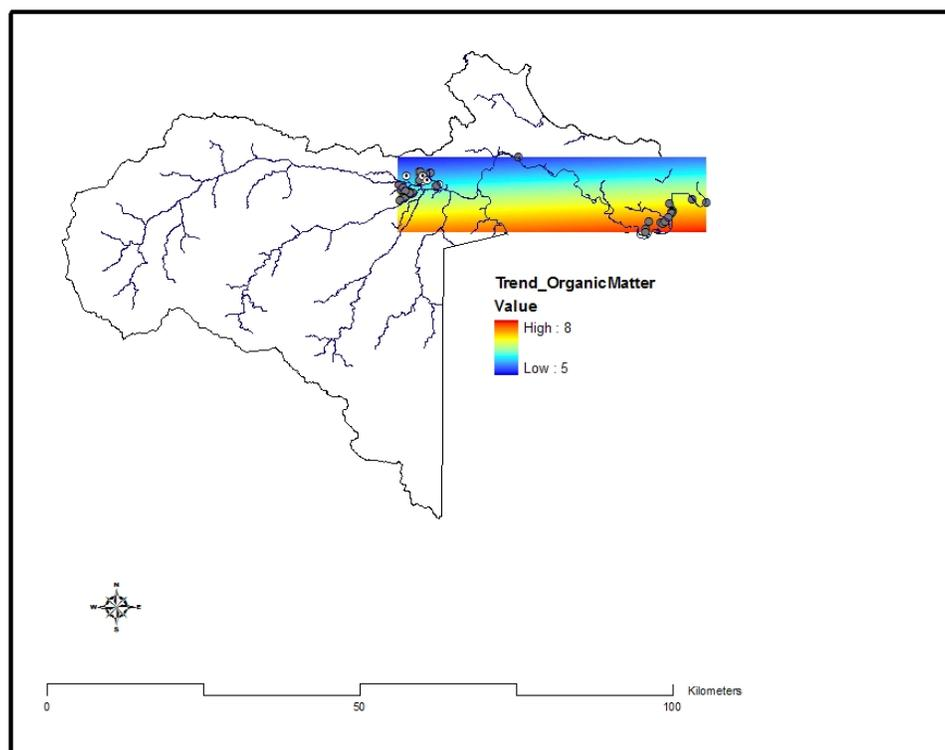 Trend_OrganicMatter
Value
High : 8
Low : 5
N
W E
S
Kilometers
0 50 100